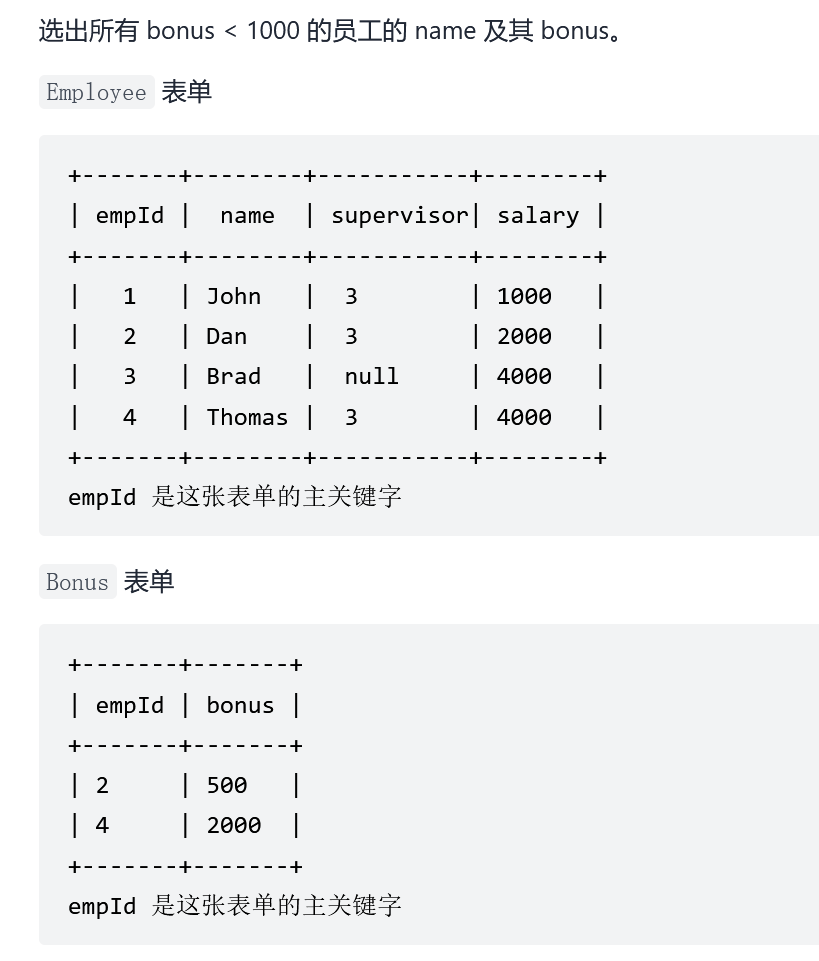 选出所有 bonus < 1000 的员工的 name 及其 bonus。
Employee 表单
+-------+--------+-----------+--------+
| empId |  name  | supervisor| salary |
+-------+--------+-----------+--------+
|   1   | John   |  3        | 1000   |
|   2   | Dan    |  3        | 2000   |
|   3   | Brad   |  null     | 4000   |
|   4   | Thomas |  3        | 4000   |
+-------+--------+-----------+--------+
empId 是这张表单的主关键字
Bonus 表单
+-------+-------+
| empId | bonus |
+-------+-------+
| 2     | 500   |
| 4     | 2000  |
+-------+-------+
empId 是这张表单的主关键字